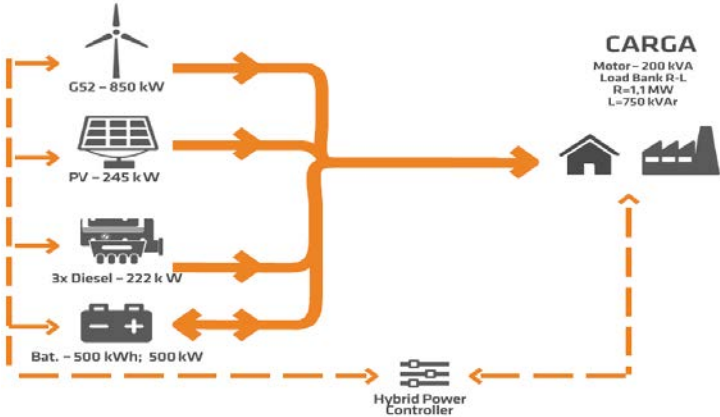 CARGA
Motor – 200 kVA
Load Bank R-L
R=1,1 MW
L=750 kVAr
G52 – 850 kW
PV – 245 kW
3x Diesel – 222 k W
Bat. – 500 kWh; 500 kW
Hybrid Power
Controller